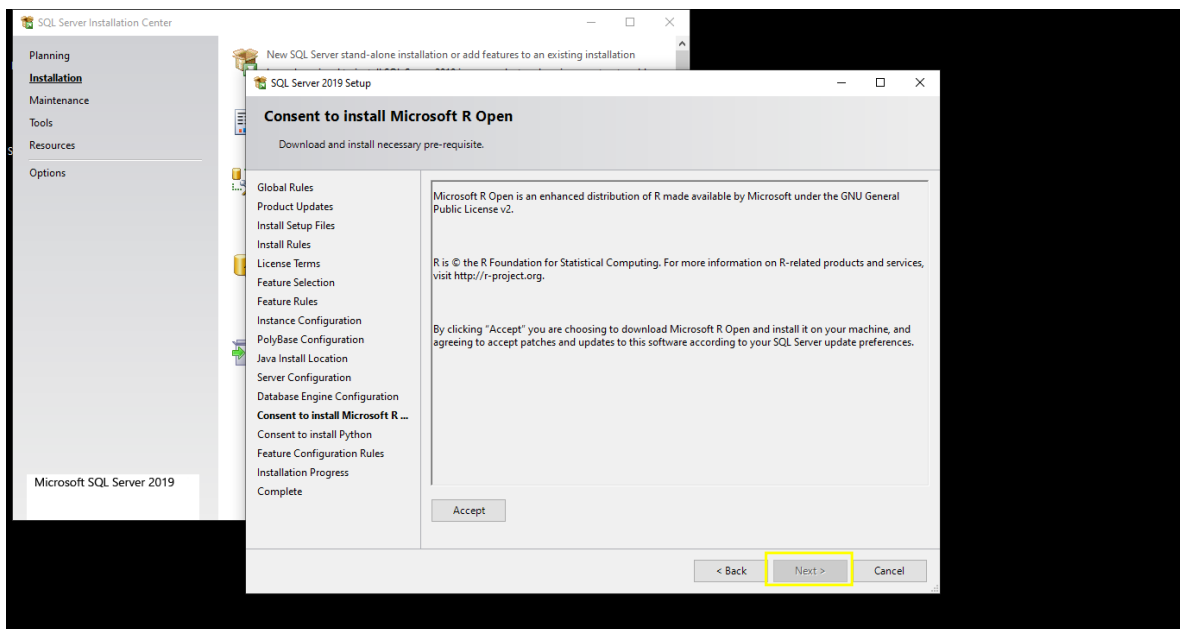 SQL Server Installation Center
Planning
Installation
Maintenance
Tools
Resources
Options
Microsoft SQL Server 2019
New SQL Server stand-alone installation or add features to an existing installation
SQL Server 2019 Setup
Consent to install Microsoft R Open
Download and install necessary pre-requisite.
Global Rules
Product Updates
Install Setup Files
Install Rules
License Terms
Feature Selection
Feature Rules
Instance Configuration
PolyBase Configuration
Java Install Location
Server Configuration
Database Engine Configuration
Consent to install Microsoft R ...
Consent to install Python
Feature Configuration Rules
Installation Progress
Complete
Microsoft R Open is an enhanced distribution of R made available by Microsoft under the GNU General
Public License v2.
R is © the R Foundation for Statistical Computing. For more information on R-related products and services,
visit http://r-project.org.
By clicking "Accept" you are choosing to download Microsoft R Open and install it on your machine, and
agreeing to accept patches and updates to this software according to your SQL Server update preferences.
Accept
< Back
Next >
Cancel